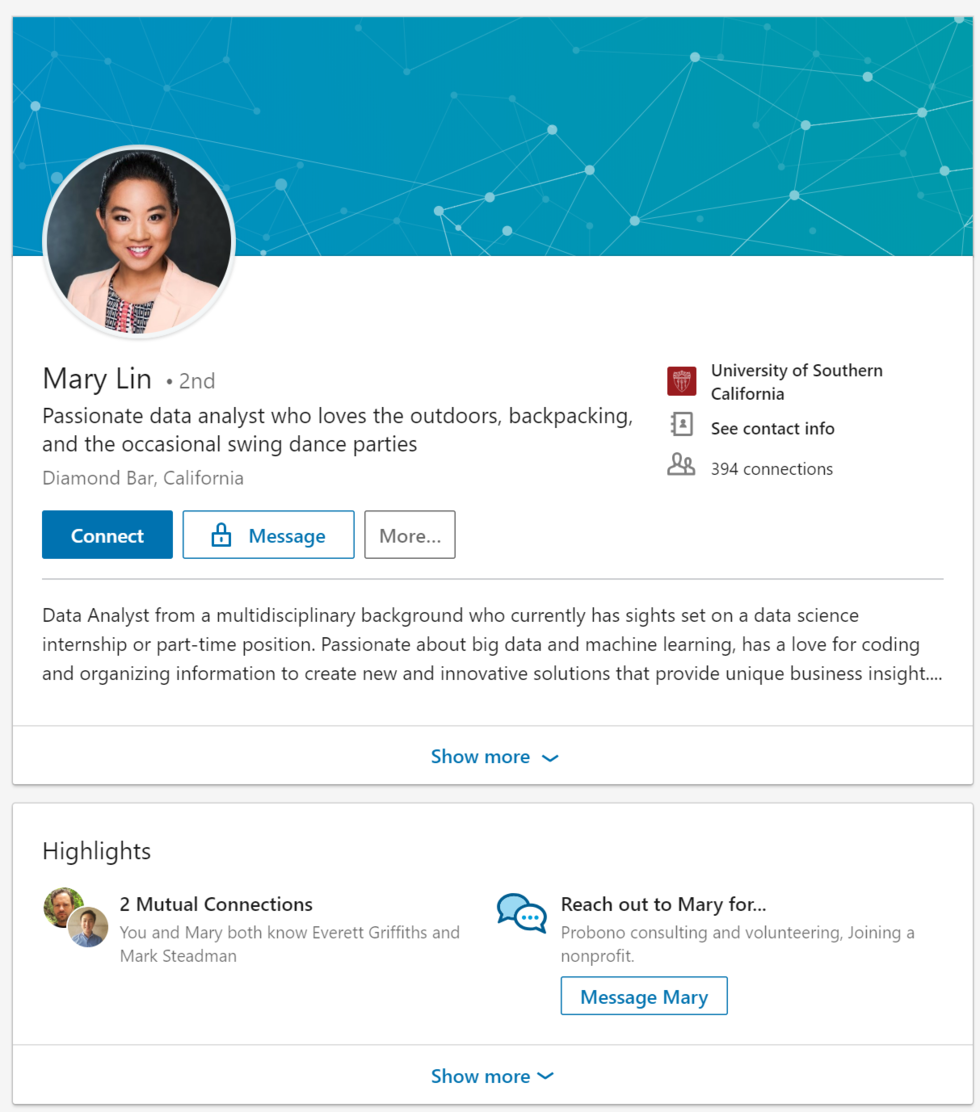 Mary Lin • 2nd
Passionate data analyst who loves the outdoors, backpacking,
and the occasional swing dance parties
Diamond Bar, California
Connect
Message
More...
University of Southern
California
See contact info
394 connections
Data Analyst from a multidisciplinary background who currently has sights set on a data science
internship or part-time position. Passionate about big data and machine learning, has a love for coding
and organizing information to create new and innovative solutions that provide unique business insight....
Show more
Highlights
2 Mutual Connections
You and Mary both know Everett Griffiths and
Mark Steadman
Reach out to Mary for...
Probono consulting and volunteering, Joining a
nonprofit.
Message Mary
Show more